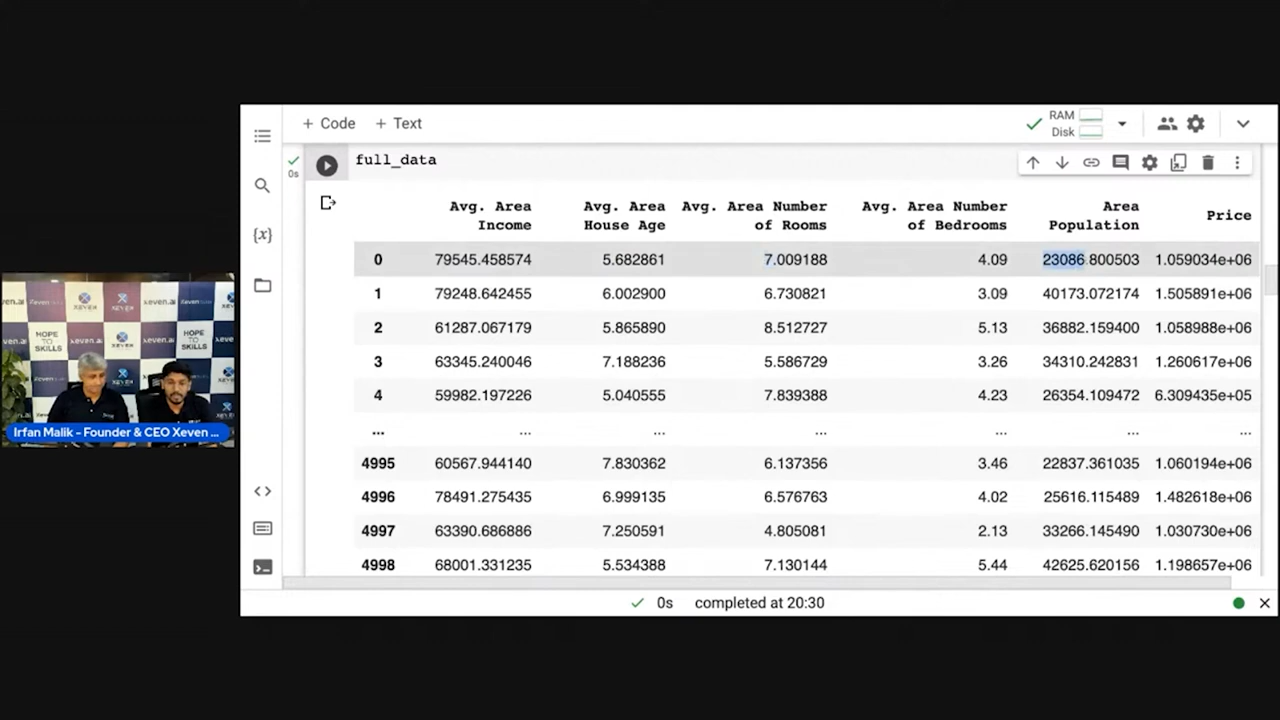 + Code + Text
RAM
Disk
full_data
0s
Avg. Area Income Avg. Area House Age Avg. Area Number of Rooms Avg. Area Number of Bedrooms Area Population Price
0 79545.458574 5.682861 7.009188 4.09 23086.800503 1.059034e+06
1 79248.642455 6.002900 6.730821 3.09 40173.072174 1.505891e+06
2 61287.067179 5.865890 8.512727 5.13 36882.159400 1.058988e+06
3 63345.240046 7.188236 5.586729 3.26 34310.242831 1.260617e+06
4 59982.197226 5.040555 7.839388 4.23 26354.109472 6.309435e+05
... ... ... ... ... ... ...
4995 60567.944140 7.830362 6.137356 3.46 22837.361035 1.060194e+06
4996 78491.275435 6.999135 6.576763 4.02 25616.115489 1.482618e+06
4997 63390.686886 7.250591 4.805081 2.13 33266.145490 1.030730e+06
4998 68001.331235 5.534388 7.130144 5.44 42625.620156 1.198657e+06
0s completed at 20:30
HOPE TO SKILLS
HOPE TO SKILLS
xeven.ai
XEVEN
Irfan Malik - Founder & CEO Xeven ...